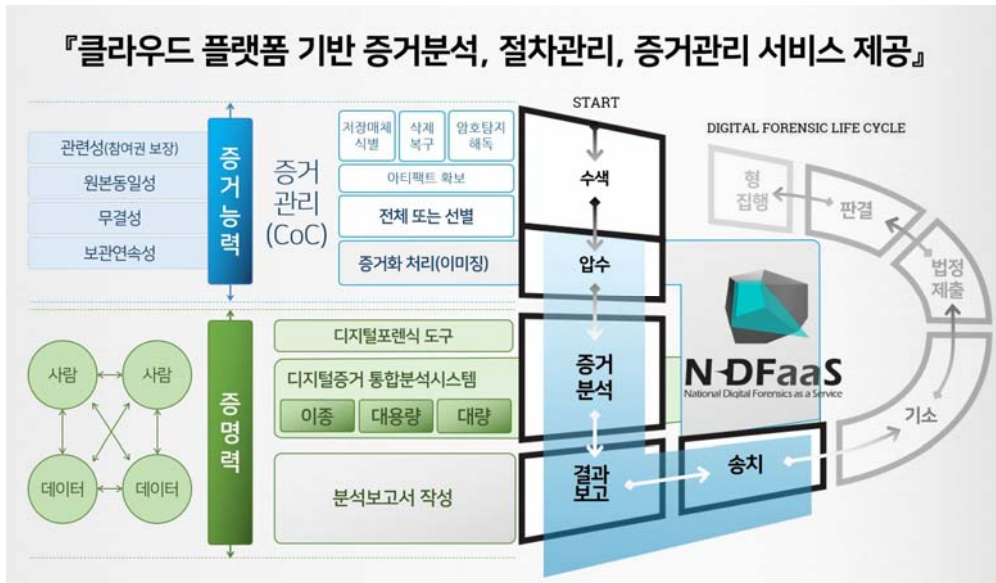 『클라우드 플랫폼 기반 증거분석, 절차관리, 증거관리 서비스 제공』
START
DIGITAL FORENSIC LIFE CYCLE
관련성(참여권 보장)
원본동일성
무결성
보관연속성
증거능력
증거
관리
(CoC)
저장매체
식별
삭제
복구
암호탐지
해독
아티팩트 확보
전체 또는 선별
증거화 처리(이미징)
수색
압수
형
집행
판결
법정
제출
기소
사람
사람
데이터
데이터
증명력
디지털포렌식 도구
디지털증거 통합분석시스템
이종
대용량
대량
분석보고서 작성
증거
분석
결과
보고
송치
N-DFaaS
National Digital Forensics as a Service